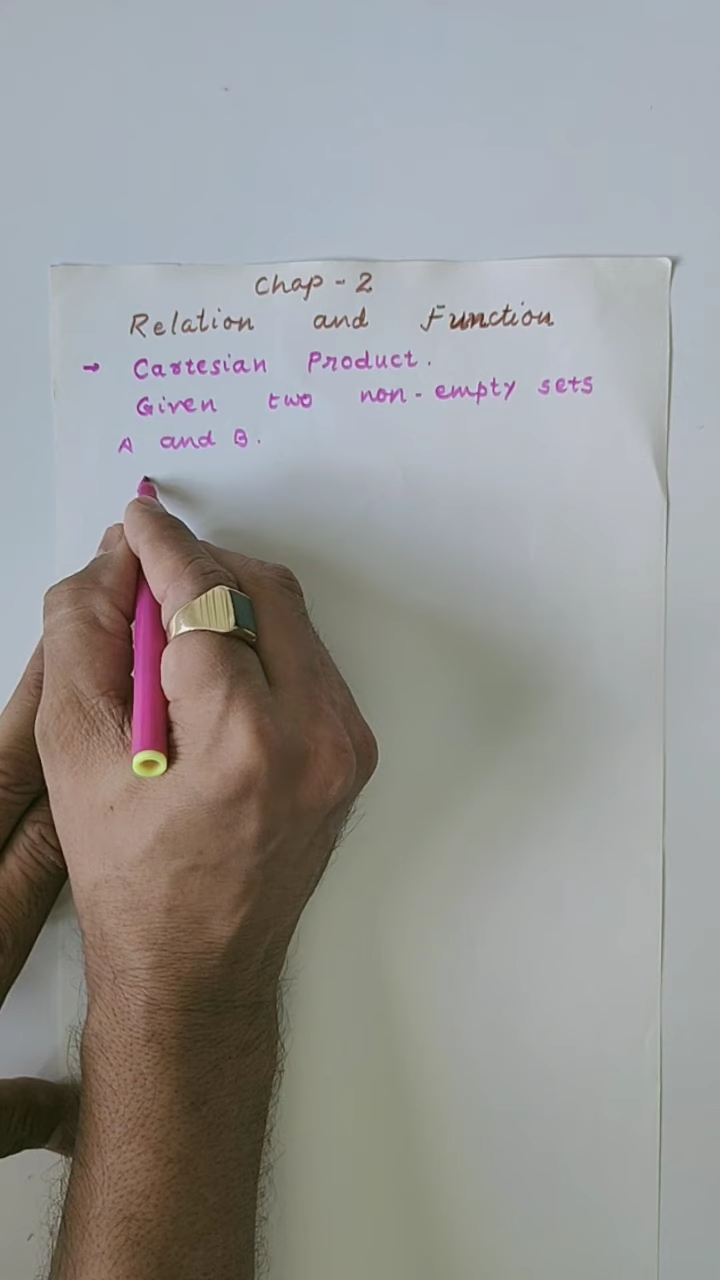 Chap - 2
Relation and Function
→ Cartesian Product.
Given two non-empty sets
A and B.